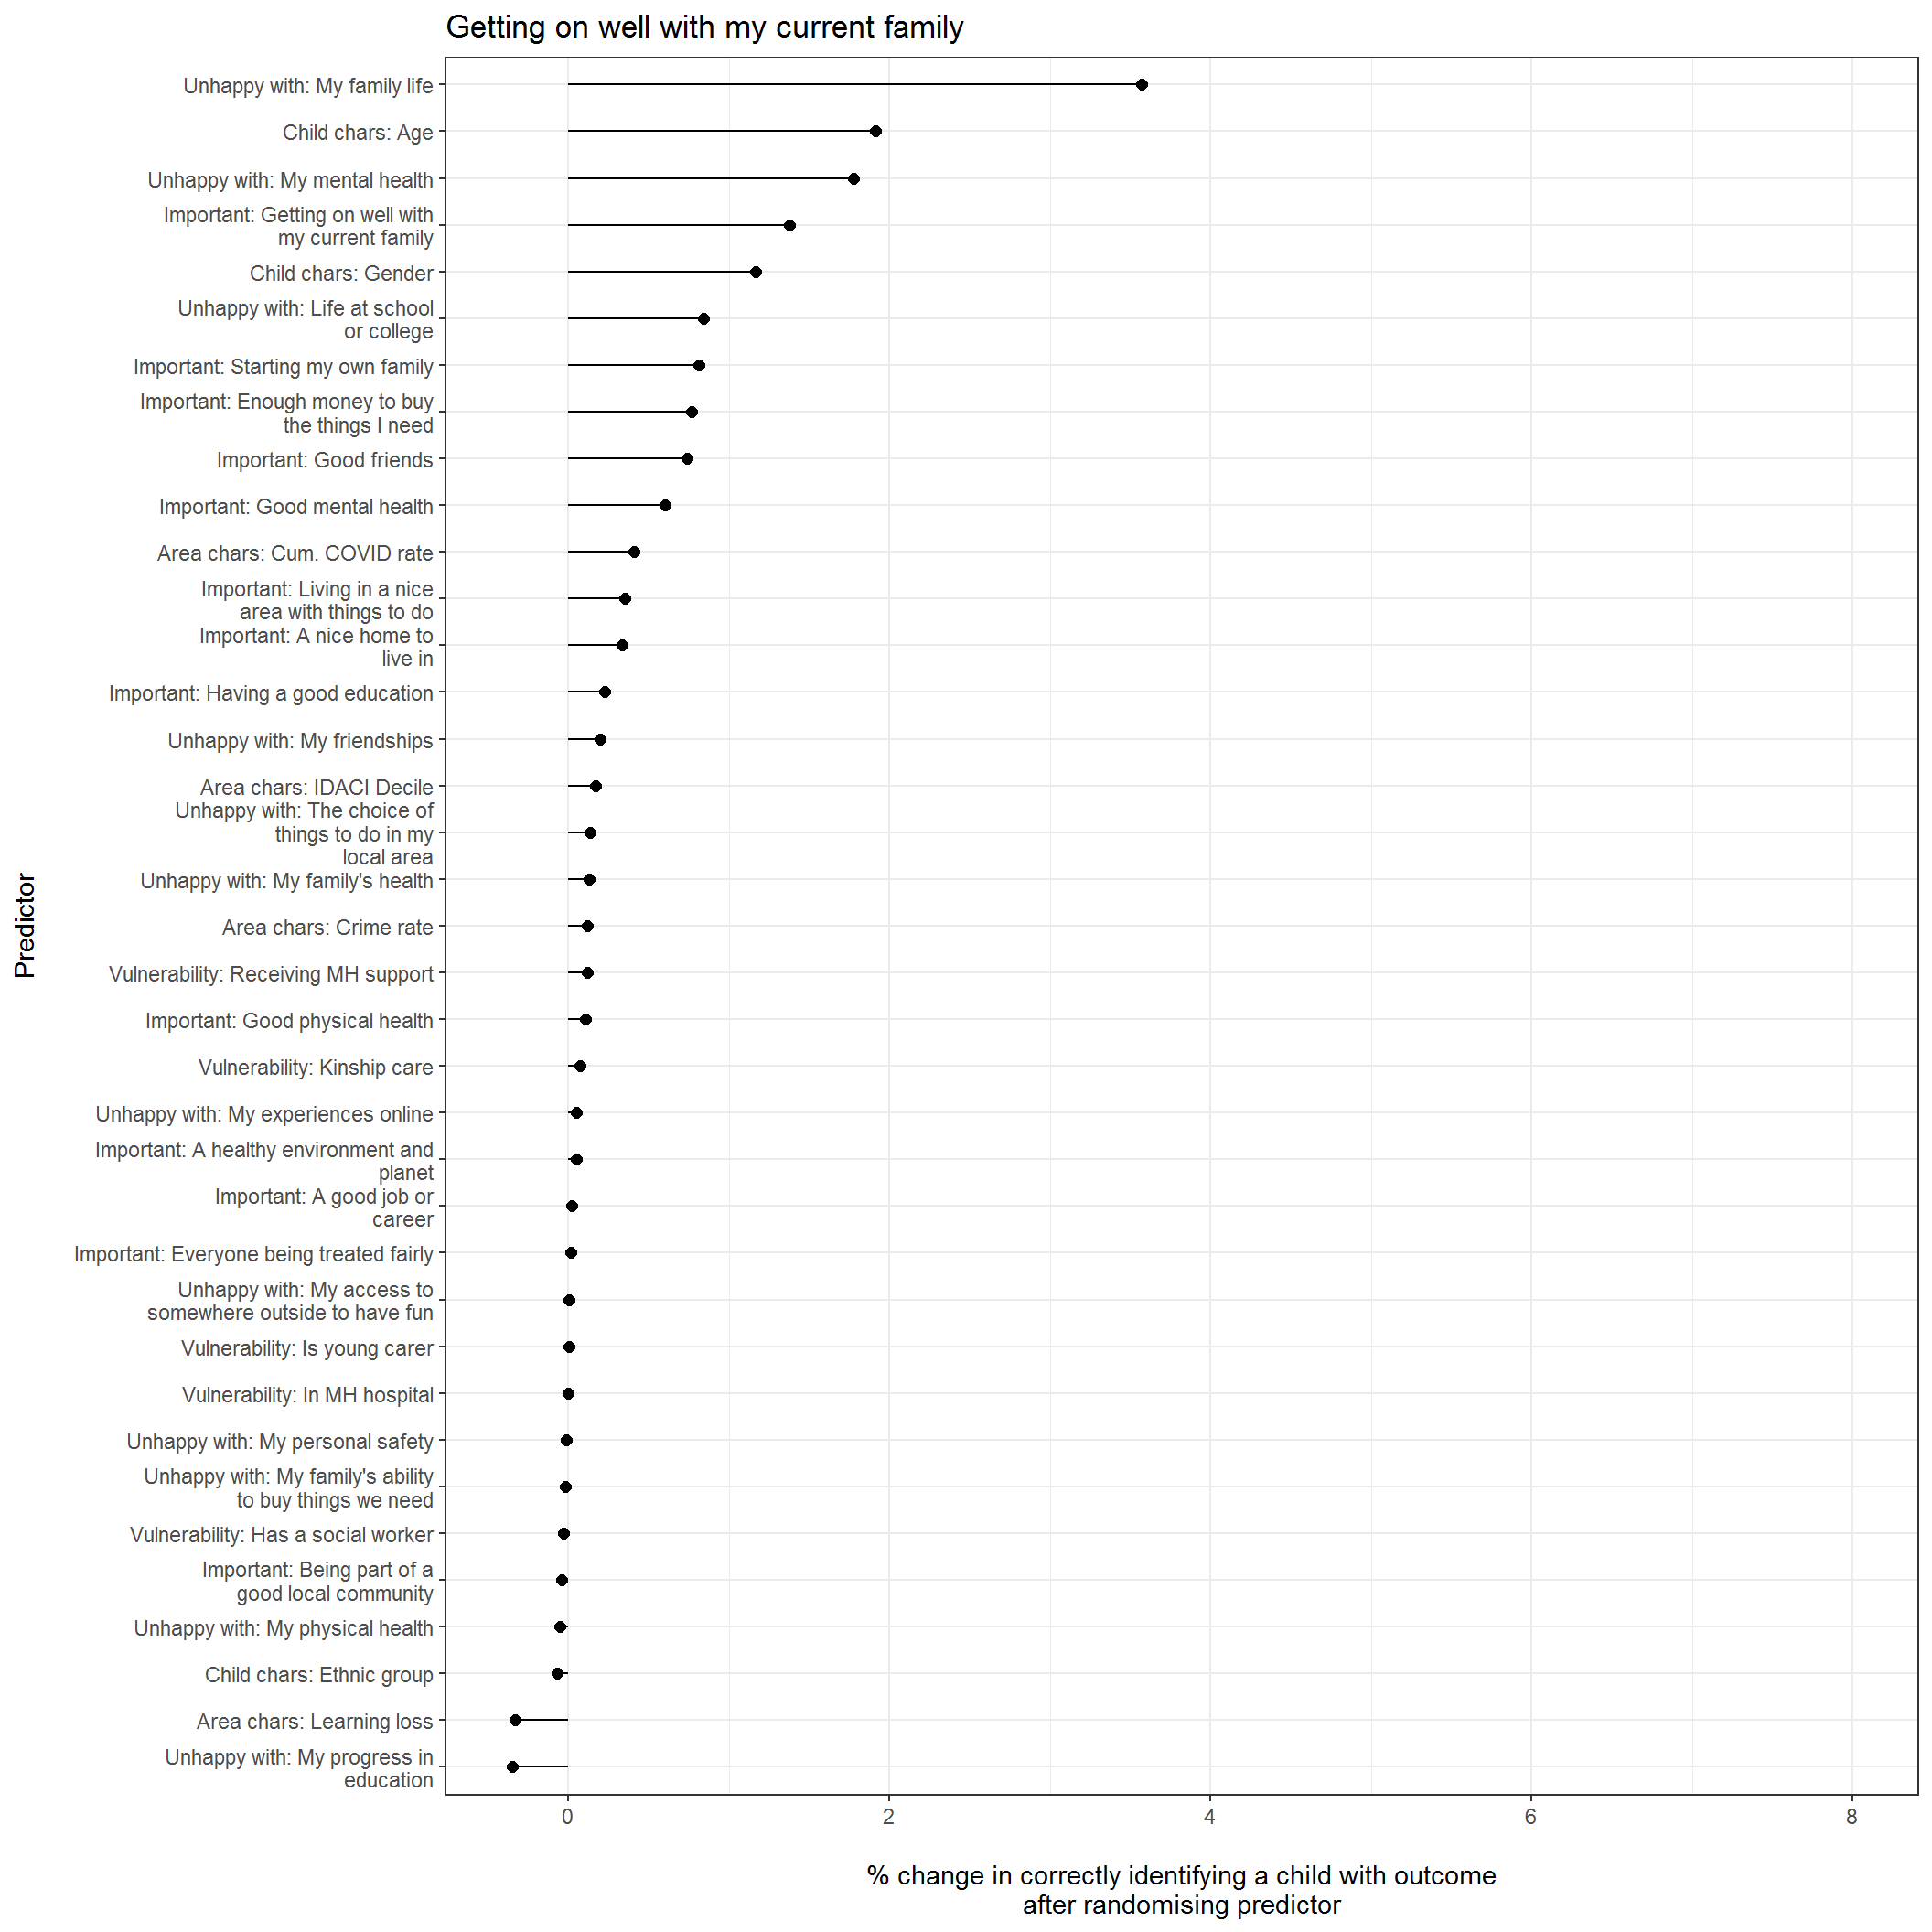 Getting on well with my current family
Unhappy with: My family life
Child chars: Age
Unhappy with: My mental health
Important: Getting on well with
my current family
Child chars: Gender
Unhappy with: Life at school
or college
Important: Starting my own family
Important: Enough money to buy
the things I need
Important: Good friends
Important: Good mental health
Area chars: Cum. COVID rate
Important: Living in a nice
area with things to do
Important: A nice home to
live in
Important: Having a good education
Unhappy with: My friendships
Area chars: IDACI Decile
Unhappy with: The choice of
things to do in my
local area
Unhappy with: My family's health
Area chars: Crime rate
Vulnerability: Receiving MH support
Important: Good physical health
Vulnerability: Kinship care
Unhappy with: My experiences online
Important: A healthy environment and
planet
Important: A good job or
career
Important: Everyone being treated fairly
Unhappy with: My access to
somewhere outside to have fun
Vulnerability: Is young carer
Vulnerability: In MH hospital
Unhappy with: My personal safety
Unhappy with: My family's ability
to buy things we need
Vulnerability: Has a social worker
Important: Being part of a
good local community
Unhappy with: My physical health
Child chars: Ethnic group
Area chars: Learning loss
Unhappy with: My progress in
education
Predictor
0 2 4 6 8
% change in correctly identifying a child with outcome
after randomising predictor